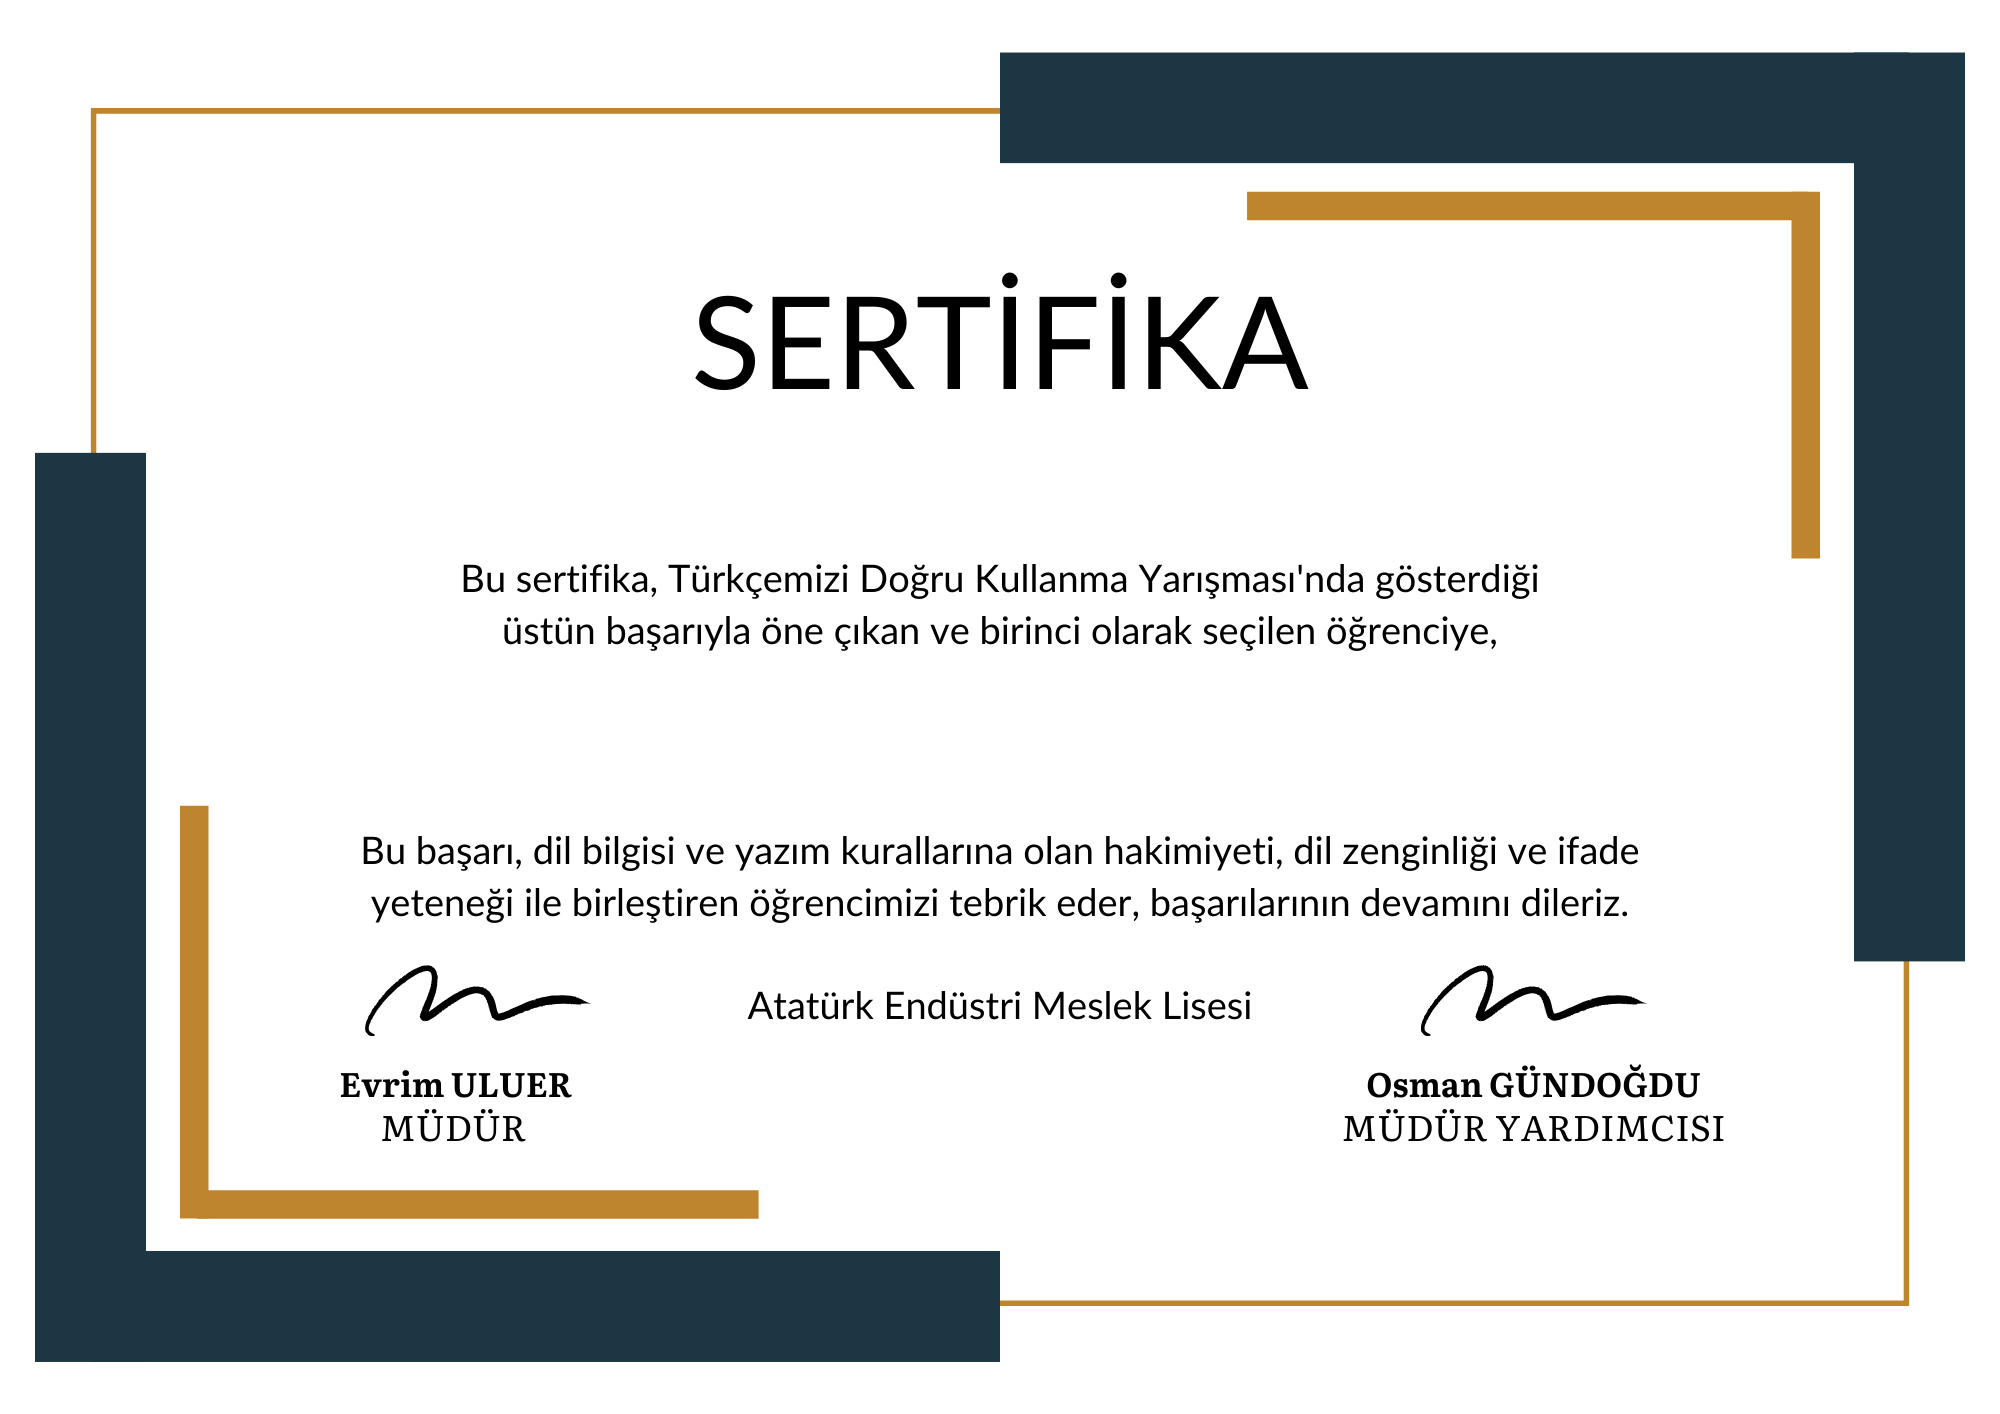 SERTİFİKA
Bu sertifika, Türkçemizi Doğru Kullanma Yarışması'nda gösterdiği
üstün başarıyla öne çıkan ve birinci olarak seçilen öğrenciye,
Bu başarı, dil bilgisi ve yazım kurallarına olan hakimiyeti, dil zenginliği ve ifade
yeteneği ile birleştiren öğrencimizi tebrik eder, başarılarının devamını dileriz.
Atatürk Endüstri Meslek Lisesi
Evrim ULUER
MÜDÜR
Osman GÜNDOĞDU
MÜDÜR YARDIMCISI